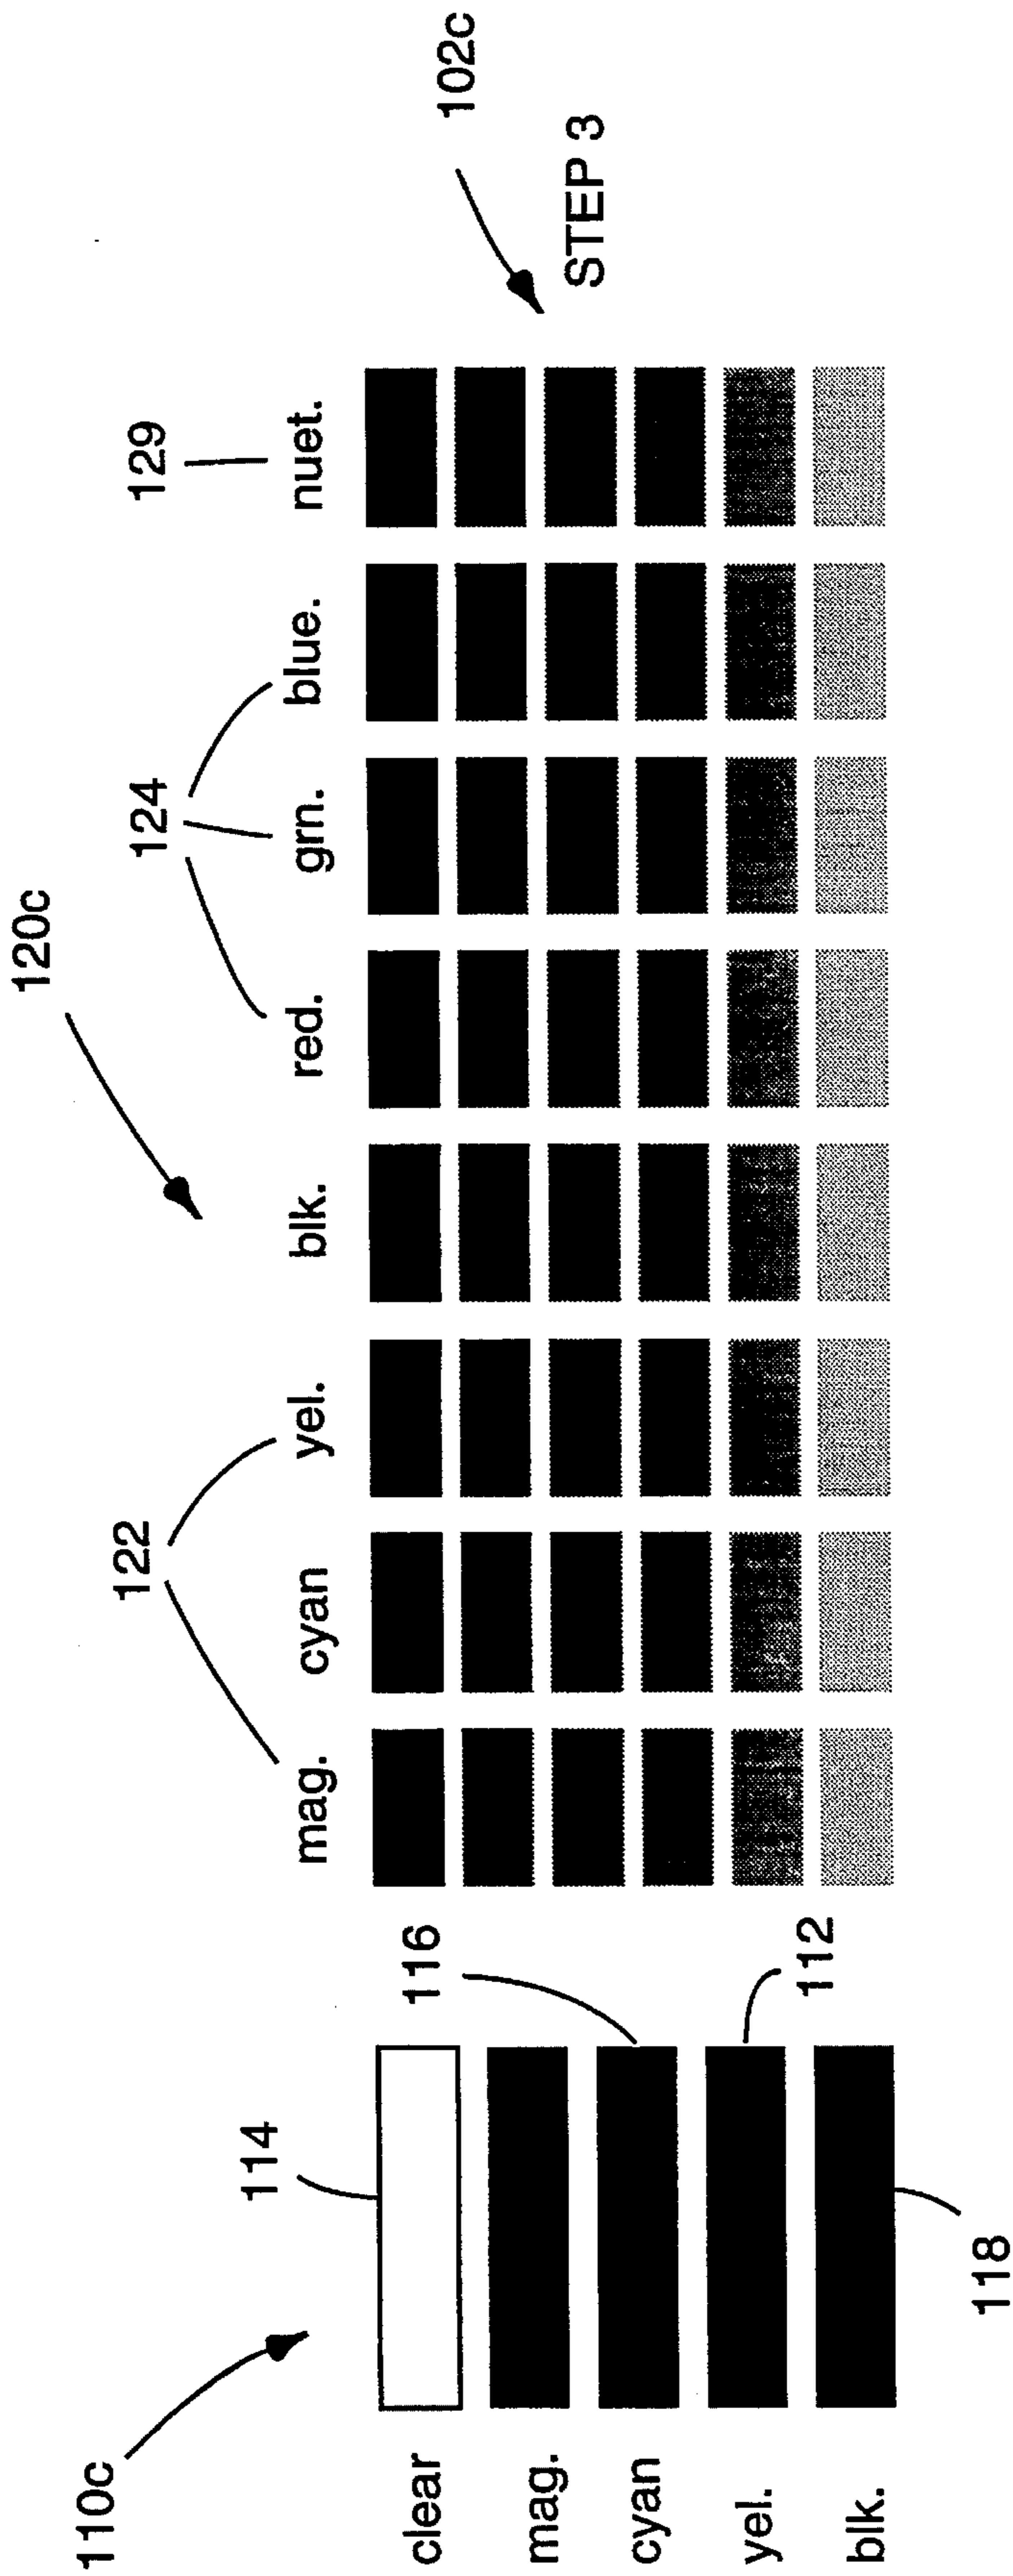 120c
102c
129
124
122
STEP 3
mag. cyan yel. blk. red. grn. blue. nuet.
110c
114
116
clear
mag.
cyan
yel.
blk.
112
118